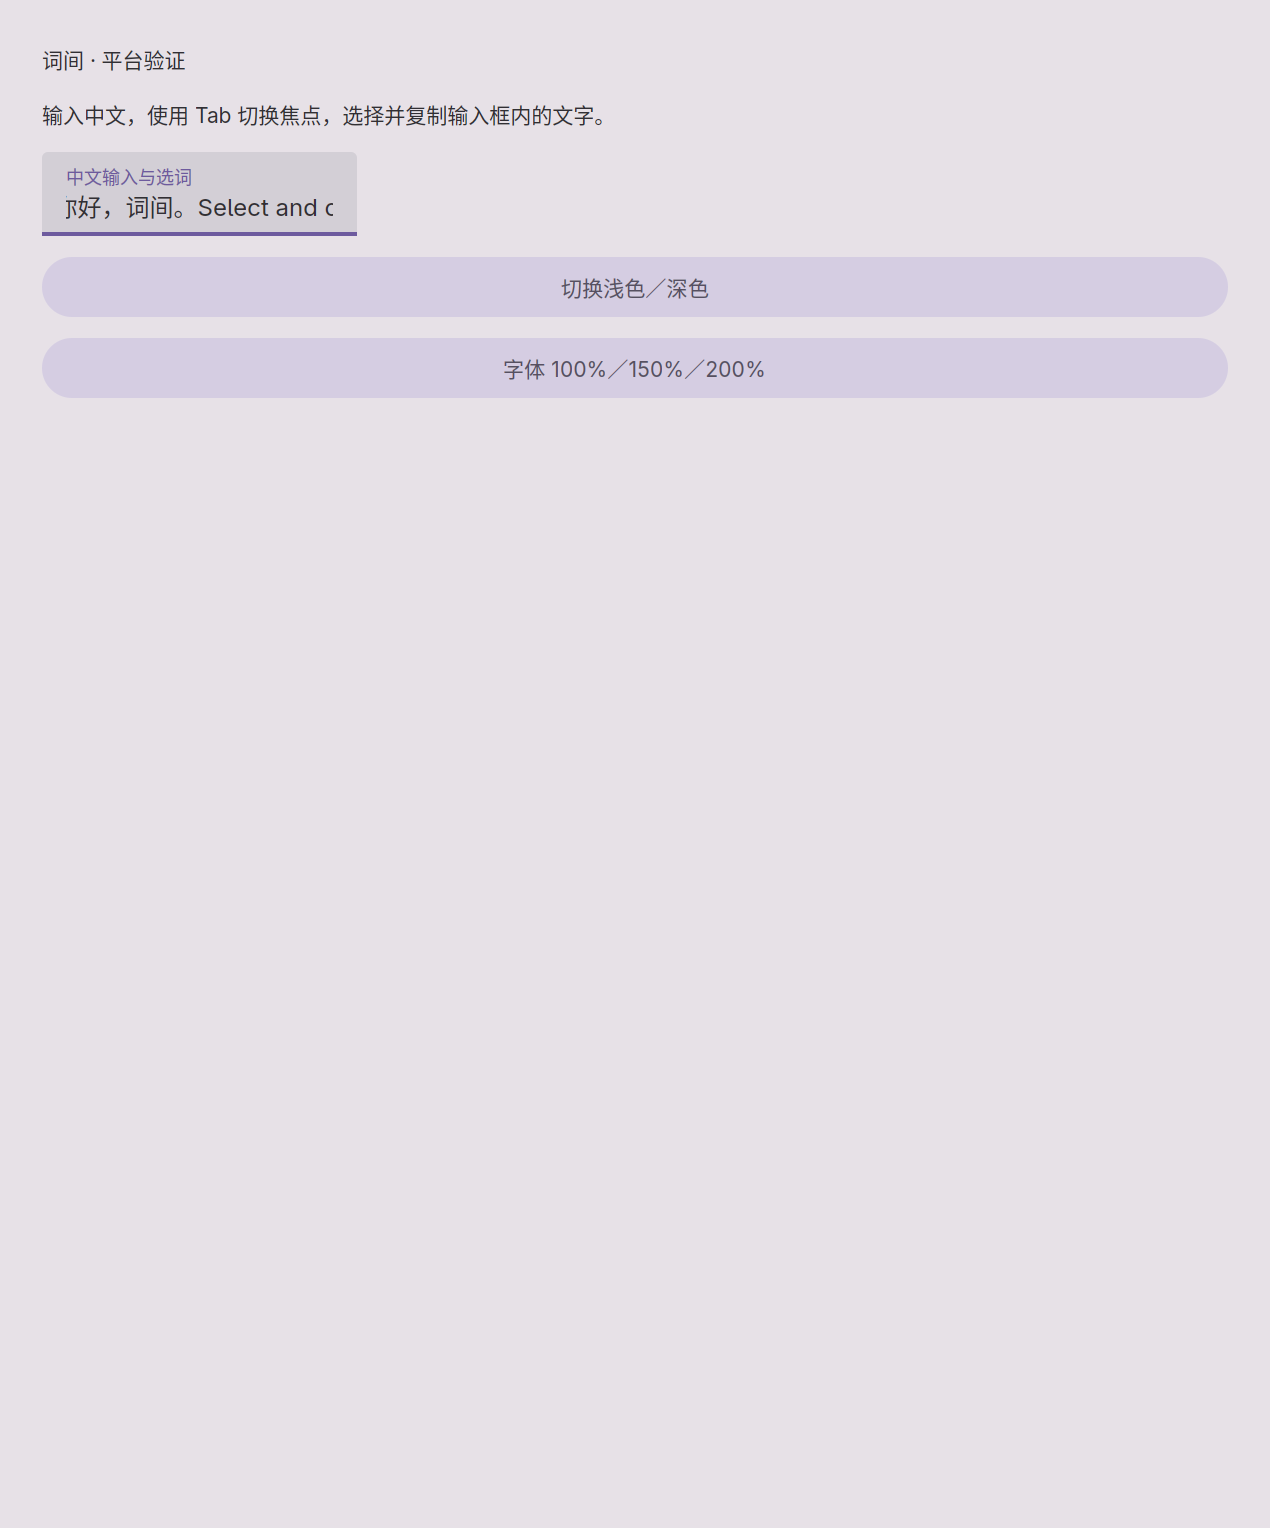 词间 · 平台验证
输入中文，使用 Tab 切换焦点，选择并复制输入框内的文字。
中文输入与选词
好，词间。Select and
切换浅色／深色
字体 100%／150%／200%